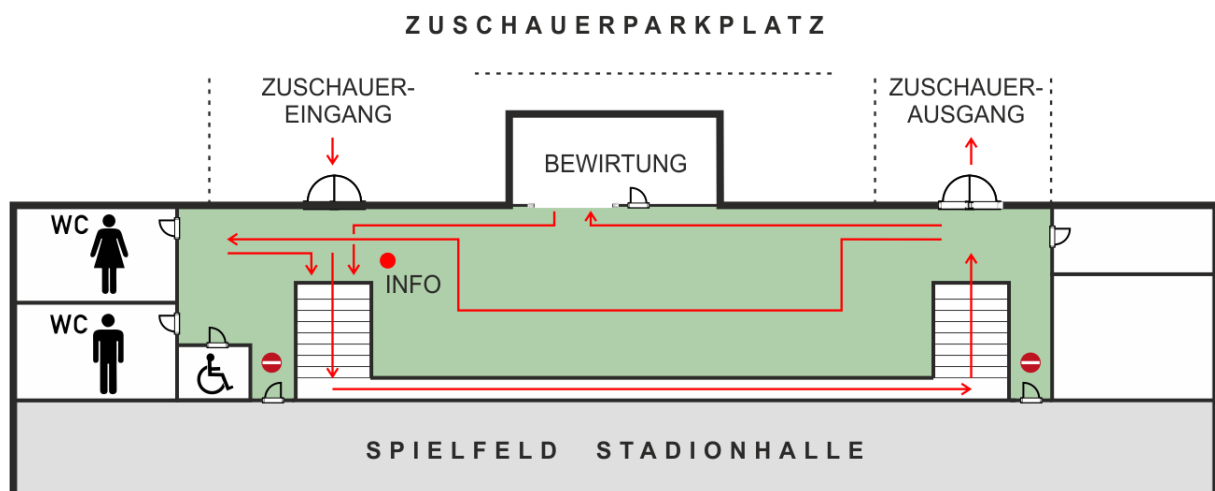 ZUSCHAUERPARKPLATZ
ZUSCHAUER-
EINGANG
ZUSCHAUER-
AUSGANG
BEWIRTUNG
WC
INFO
WC
SPIELFELD STADIONHALLE